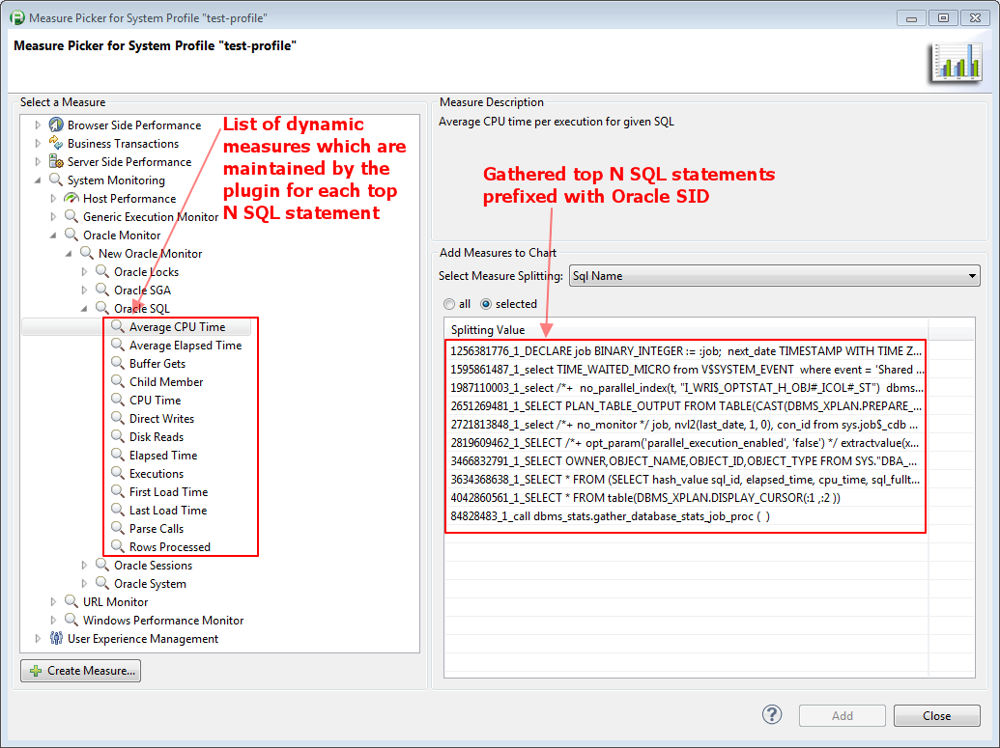 Measure Picker for System Profile "test-profile"
Measure Picker for System Profile "test-profile"
Select a Measure
Browser Side Performance
Business Transactions
Server Side Performance
System Monitoring
Host Performance
Generic Execution Monitor
Oracle Monitor
New Oracle Monitor
Oracle Locks
Oracle SGA
Oracle SQL
Average CPU Time
Average Elapsed Time
Buffer Gets
Child Member
CPU Time
Direct Writes
Disk Reads
Elapsed Time
Executions
First Load Time
Last Load Time
Parse Calls
Rows Processed
Oracle Sessions
Oracle System
URL Monitor
Windows Performance Monitor
User Experience Management
List of dynamic
measures which are
maintained by the
plugin for each top
N SQL statement
Create Measure...
Measure Description
Average CPU time per execution for given SQL
Gathered top N SQL statements
prefixed with Oracle SID
Add Measures to Chart
Select Measure Splitting: Sql Name
all selected
Splitting Value
1256381776_1_DECLARE job BINARY_INTEGER := :job;  next_date TIMESTAMP WITH TIME Z...
1595861487_1_select TIME_WAITED_MICRO from V$SYSTEM_EVENT  where event = 'Shared ...
1987110003_1_select /*+  no_parallel_index(t, "I_WRI$_OPTSTAT_H_OBJ#_ICOL#_ST")  dbms...
2651269481_1_SELECT PLAN_TABLE_OUTPUT FROM TABLE(CAST(DBMS_XPLAN.PREPARE_...
2721813848_1_select /*+ no_monitor */ job, nvl2(last_date, 1, 0), con_id from sys.job$_cdb ...
2819609462_1_SELECT /*+ opt_param('parallel_execution_enabled', 'false') */ extractvalue(x...
3466832791_1_SELECT OWNER,OBJECT_NAME,OBJECT_ID,OBJECT_TYPE FROM SYS."DBA_...
3634368638_1_SELECT * FROM (SELECT hash_value sql_id, elapsed_time, cpu_time, sql_fullt...
4042860561_1_SELECT * FROM table(DBMS_XPLAN.DISPLAY_CURSOR(:1 ,:2 ))
84828483_1_call dbms_stats.gather_database_stats_job_proc (  )
? Add Close